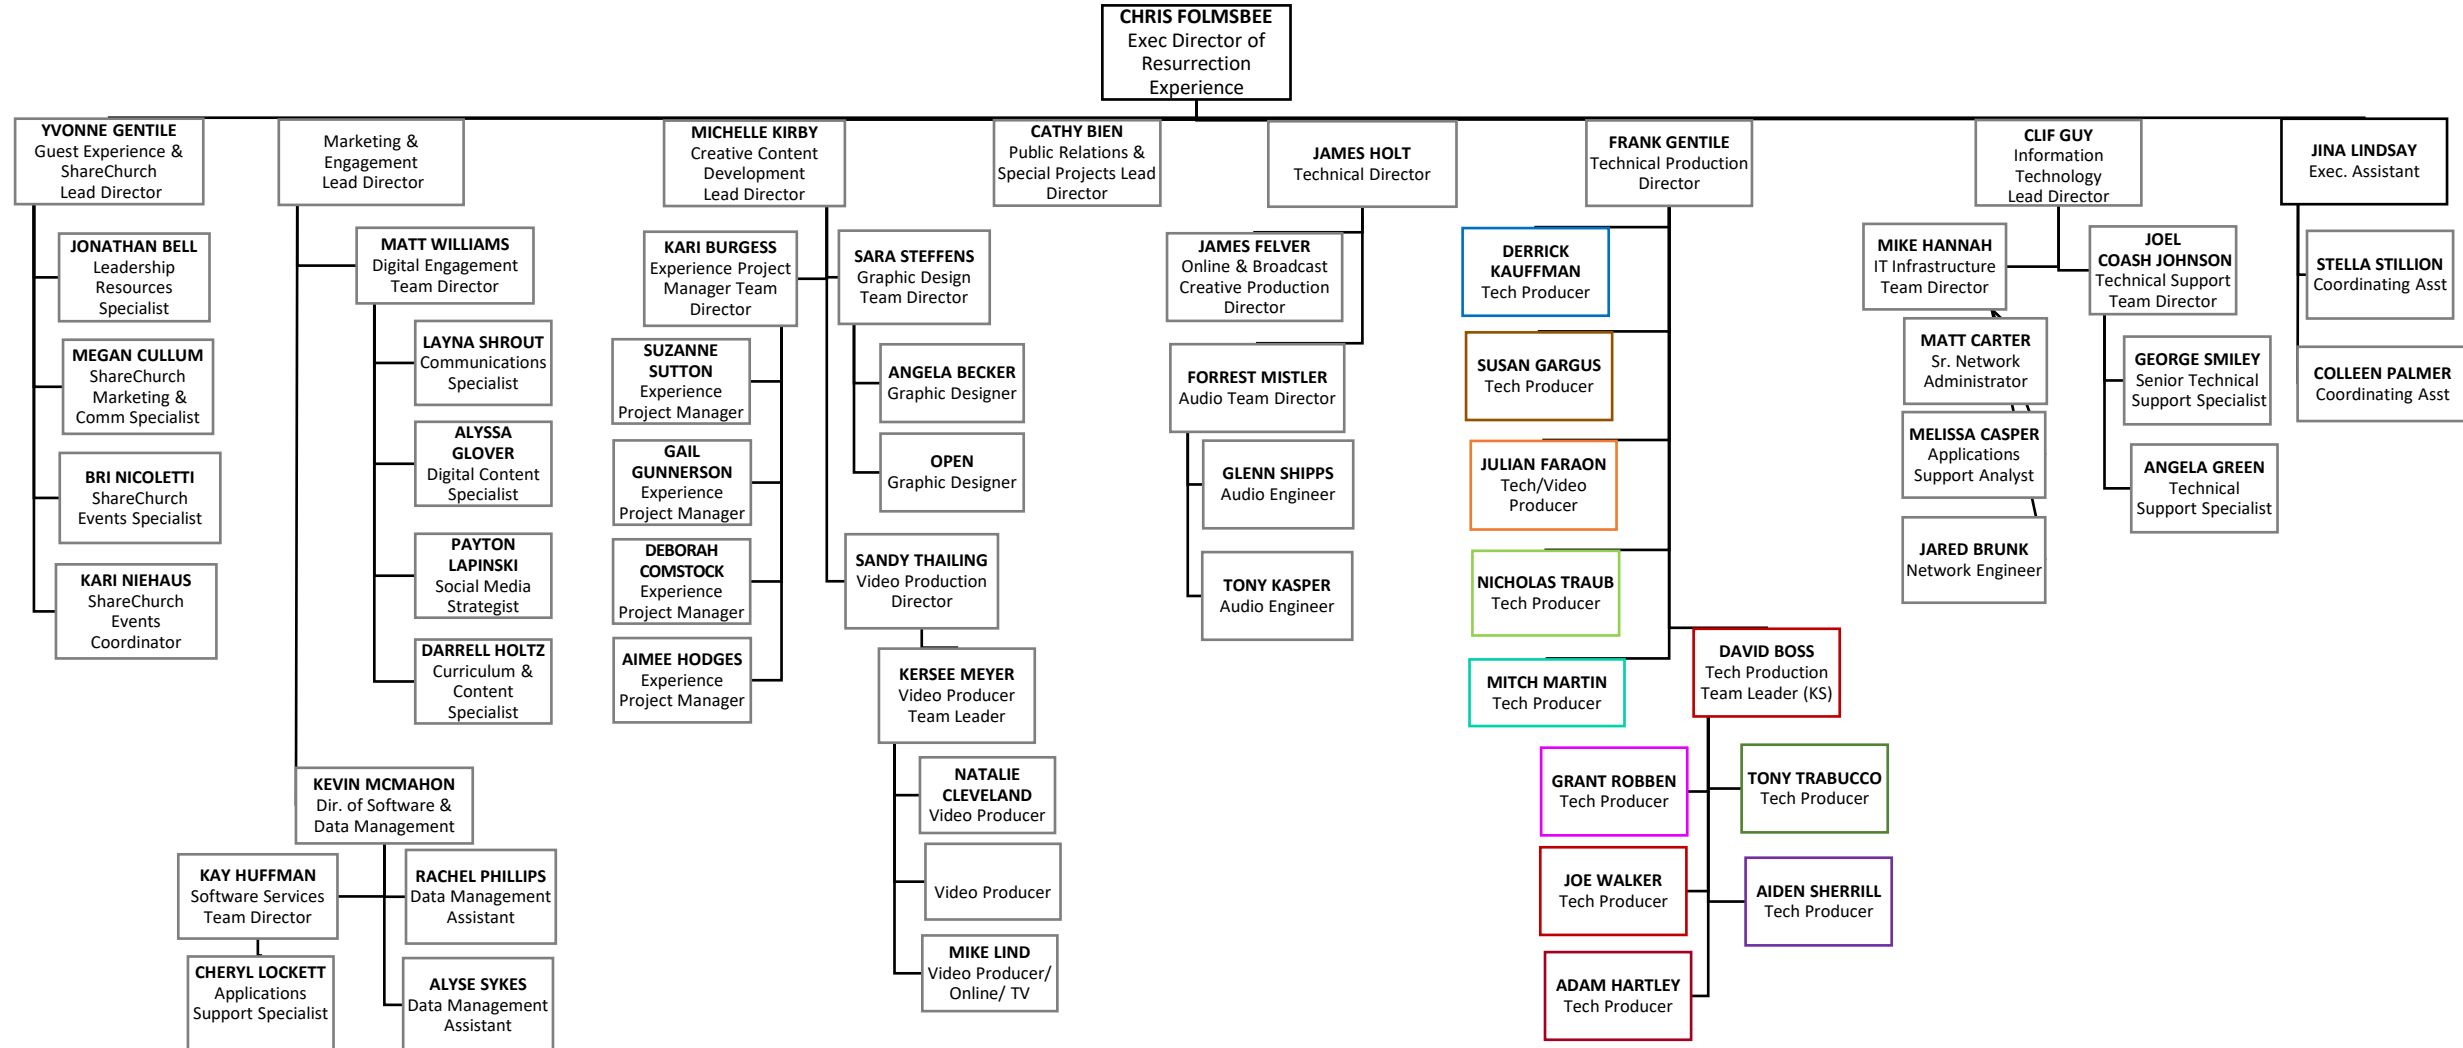 CHRIS FOLMSBEE
Exec Director of
Resurrection
Experience
YVONNE GENTILE
Guest Experience &
ShareChurch
Lead Director
JONATHAN BELL
Leadership
Resources
Specialist
MEGAN CULLUM
ShareChurch
Marketing &
Comm Specialist
BRI NICOLETTI
ShareChurch
Events Specialist
KARI NIEHAUS
ShareChurch
Events
Coordinator
Marketing &
Engagement
Lead Director
MATT WILLIAMS
Digital Engagement
Team Director
LAYNA SHROUT
Communications
Specialist
ALYSSA
GLOVER
Digital Content
Specialist
PAYTON
LAPINSKI
Social Media
Strategist
DARRELL HOLTZ
Curriculum &
Content
Specialist
KEVIN MCMAHON
Dir. of Software &
Data Management
KAY HUFFMAN
Software Services
Team Director
CHERYL LOCKETT
Applications
Support Specialist
RACHEL PHILLIPS
Data Management
Assistant
ALYSE SYKES
Data Management
Assistant
MICHELLE KIRBY
Creative Content
Development
Lead Director
KARI BURGESS
Experience Project
Manager Team
Director
SUZANNE
SUTTON
Experience
Project Manager
GAIL
GUNNERSON
Experience
Project Manager
DEBORAH
COMSTOCK
Experience
Project Manager
AIMEE HODGES
Experience
Project Manager
SARA STEFFENS
Graphic Design
Team Director
ANGELA BECKER
Graphic Designer
OPEN
Graphic Designer
SANDY THAILING
Video Production
Director
KERSEE MEYER
Video Producer
Team Leader
NATALIE
CLEVELAND
Video Producer
Video Producer
MIKE LIND
Video Producer/
Online/ TV
CATHY BIEN
Public Relations &
Special Projects Lead
Director
JAMES HOLT
Technical Director
JAMES FELVER
Online & Broadcast
Creative Production
Director
FORREST MISTLER
Audio Team Director
GLENN SHIPPS
Audio Engineer
TONY KASPER
Audio Engineer
FRANK GENTILE
Technical Production
Director
DERRICK
KAUFFMAN
Tech Producer
SUSAN GARGUS
Tech Producer
JULIAN FARAON
Tech/Video
Producer
NICHOLAS TRAUB
Tech Producer
MITCH MARTIN
Tech Producer
DAVID BOSS
Tech Production
Team Leader (KS)
GRANT ROBBEN
Tech Producer
TONY TRABUCCO
Tech Producer
JOE WALKER
Tech Producer
AIDEN SHERRILL
Tech Producer
ADAM HARTLEY
Tech Producer
CLIF GUY
Information
Technology
Lead Director
MIKE HANNAH
IT Infrastructure
Team Director
MATT CARTER
Sr. Network
Administrator
MELISSA CASPER
Applications
Support Analyst
JARED BRUNK
Network Engineer
JOEL
COASH JOHNSON
Technical Support
Team Director
GEORGE SMILEY
Senior Technical
Support Specialist
ANGELA GREEN
Technical
Support Specialist
JINA LINDSAY
Exec. Assistant
STELLA STILLION
Coordinating Asst
COLLEEN PALMER
Coordinating Asst